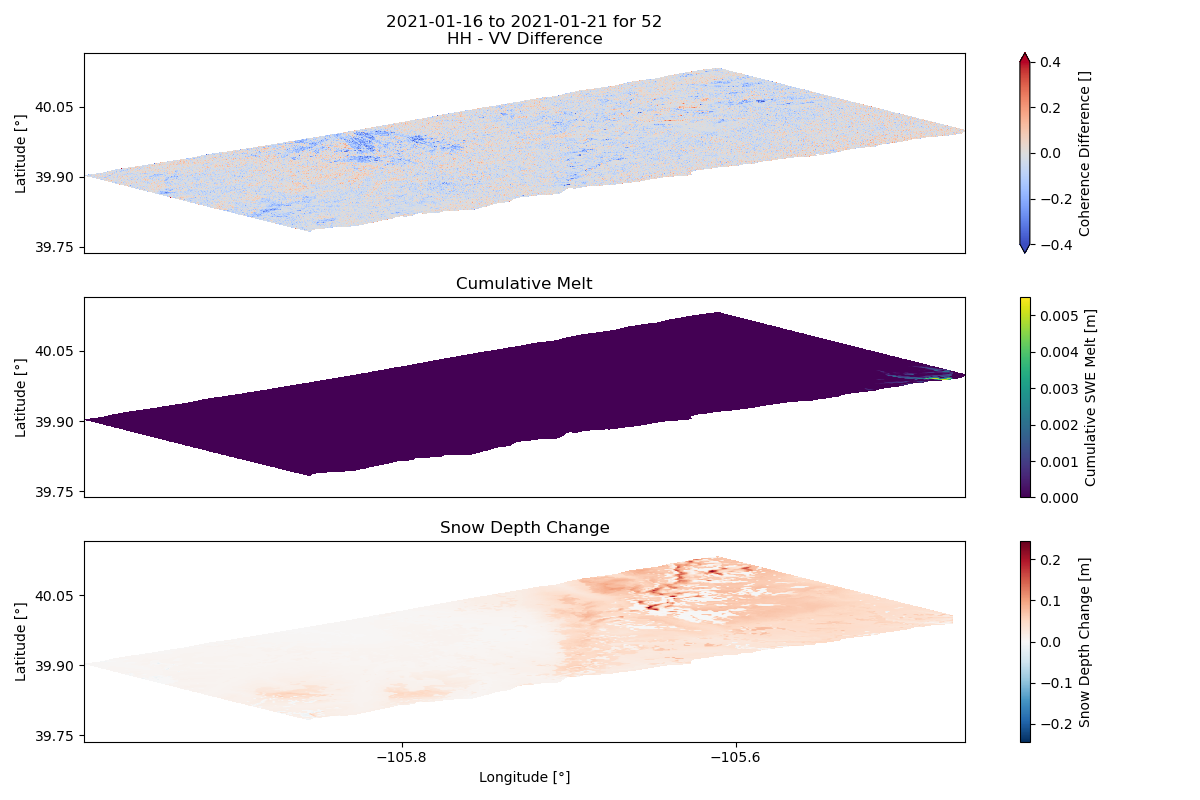 2021-01-16 to 2021-01-21 for 52
HH - VV Difference
40.05
39.90
39.75
Latitude [°]
0.4
0.2
0.0
−0.2
−0.4
Coherence Difference []
Cumulative Melt
40.05
39.90
39.75
Latitude [°]
0.005
0.004
0.003
0.002
0.001
0.000
Cumulative SWE Melt [m]
Snow Depth Change
40.05
39.90
39.75
Latitude [°]
0.2
0.1
0.0
−0.1
−0.2
Snow Depth Change [m]
−105.8
−105.6
Longitude [°]